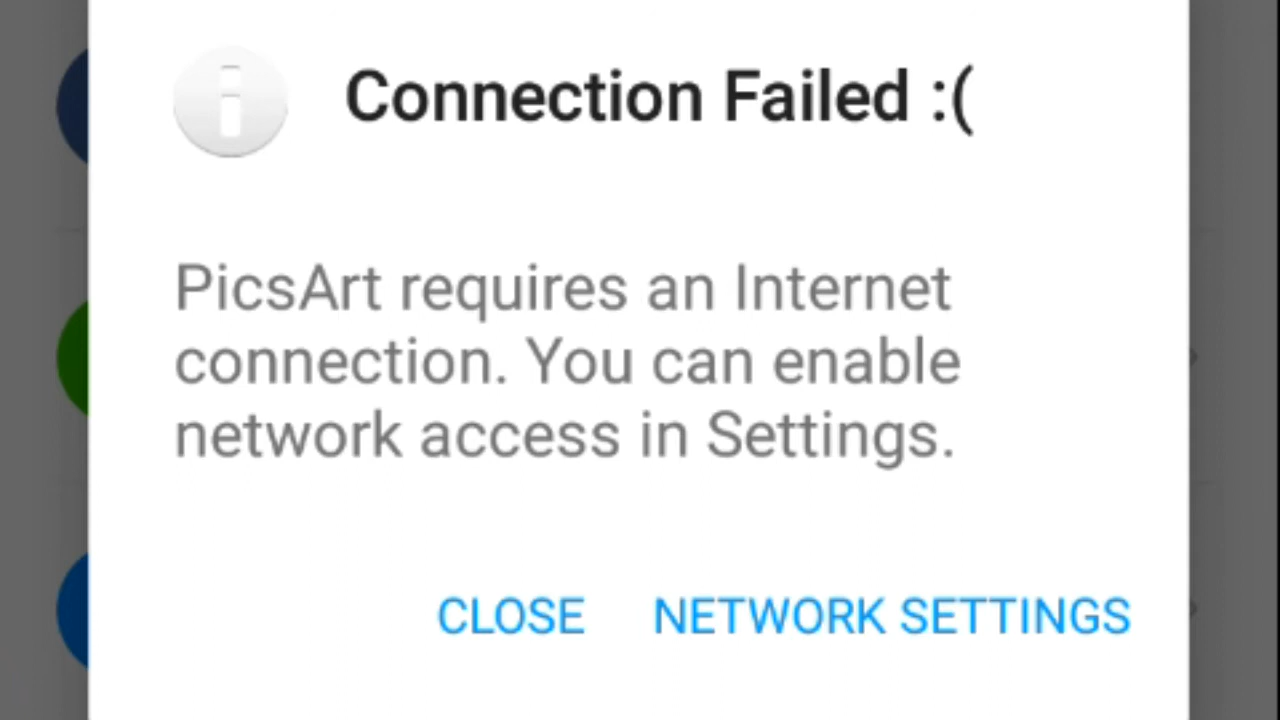 Connection Failed :(
PicsArt requires an Internet
connection. You can enable
network access in Settings.
CLOSE NETWORK SETTINGS